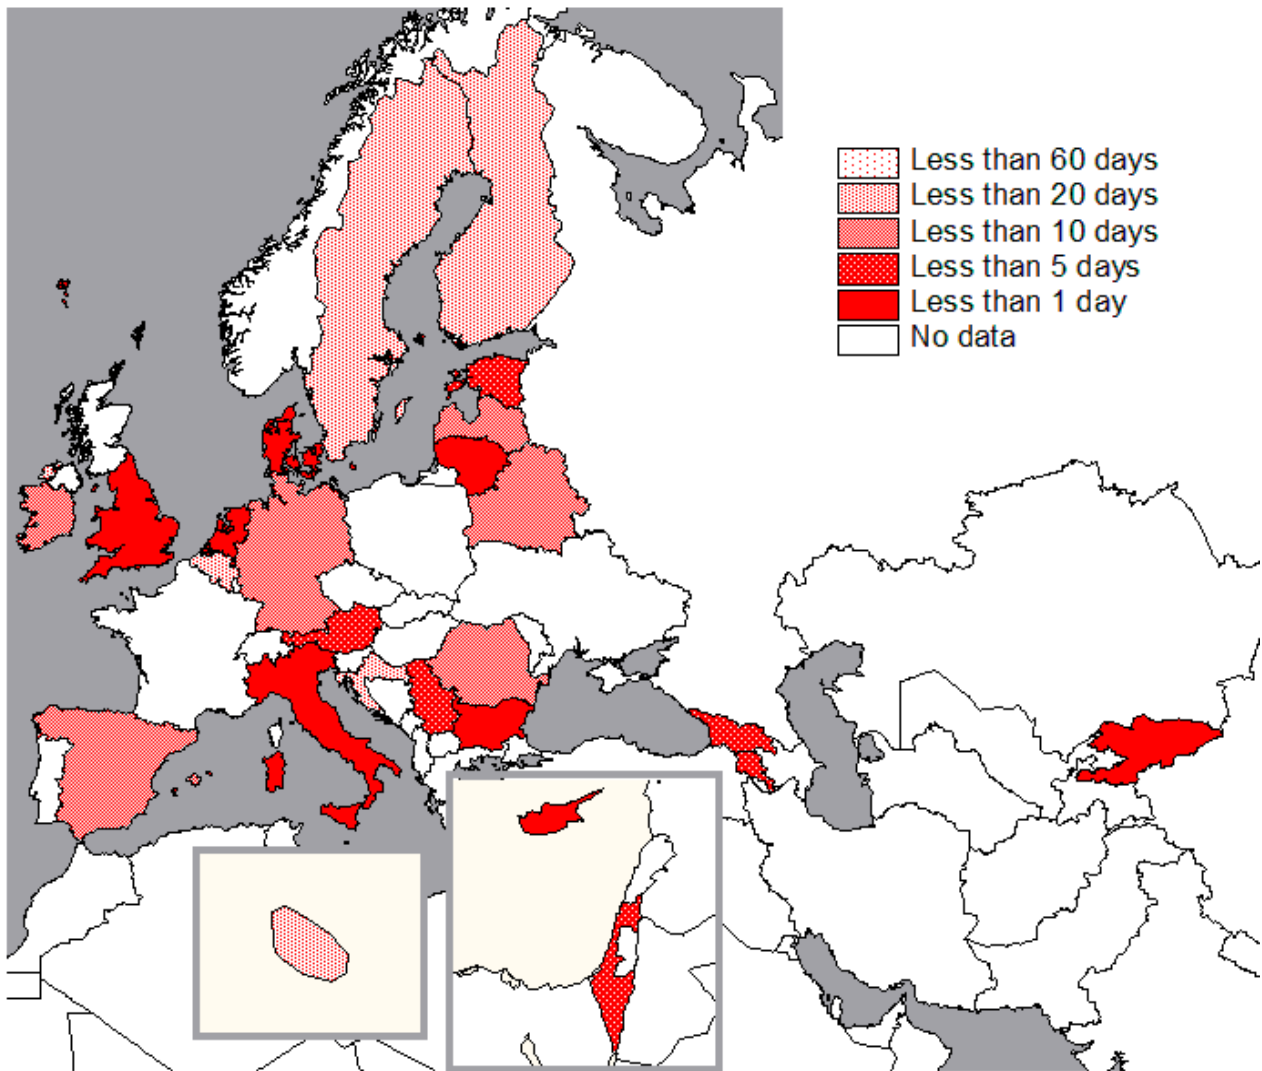 Less than 60 days
Less than 20 days
Less than 10 days
Less than 5 days
Less than 1 day
No data